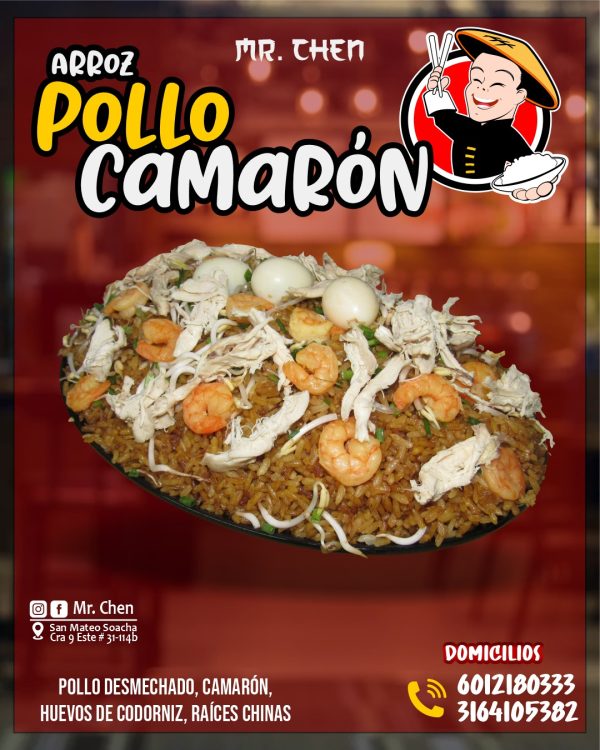 MR. CHEN
ARROZ
POLLO
CAMARÓN
Mr. Chen
San Mateo Soacha
Cra 9 Este # 31-114b
DOMICILIOS
6012180333
3164105382
POLLO DESMECHADO, CAMARÓN,
HUEVOS DE CODORNIZ, RAÍCES CHINAS